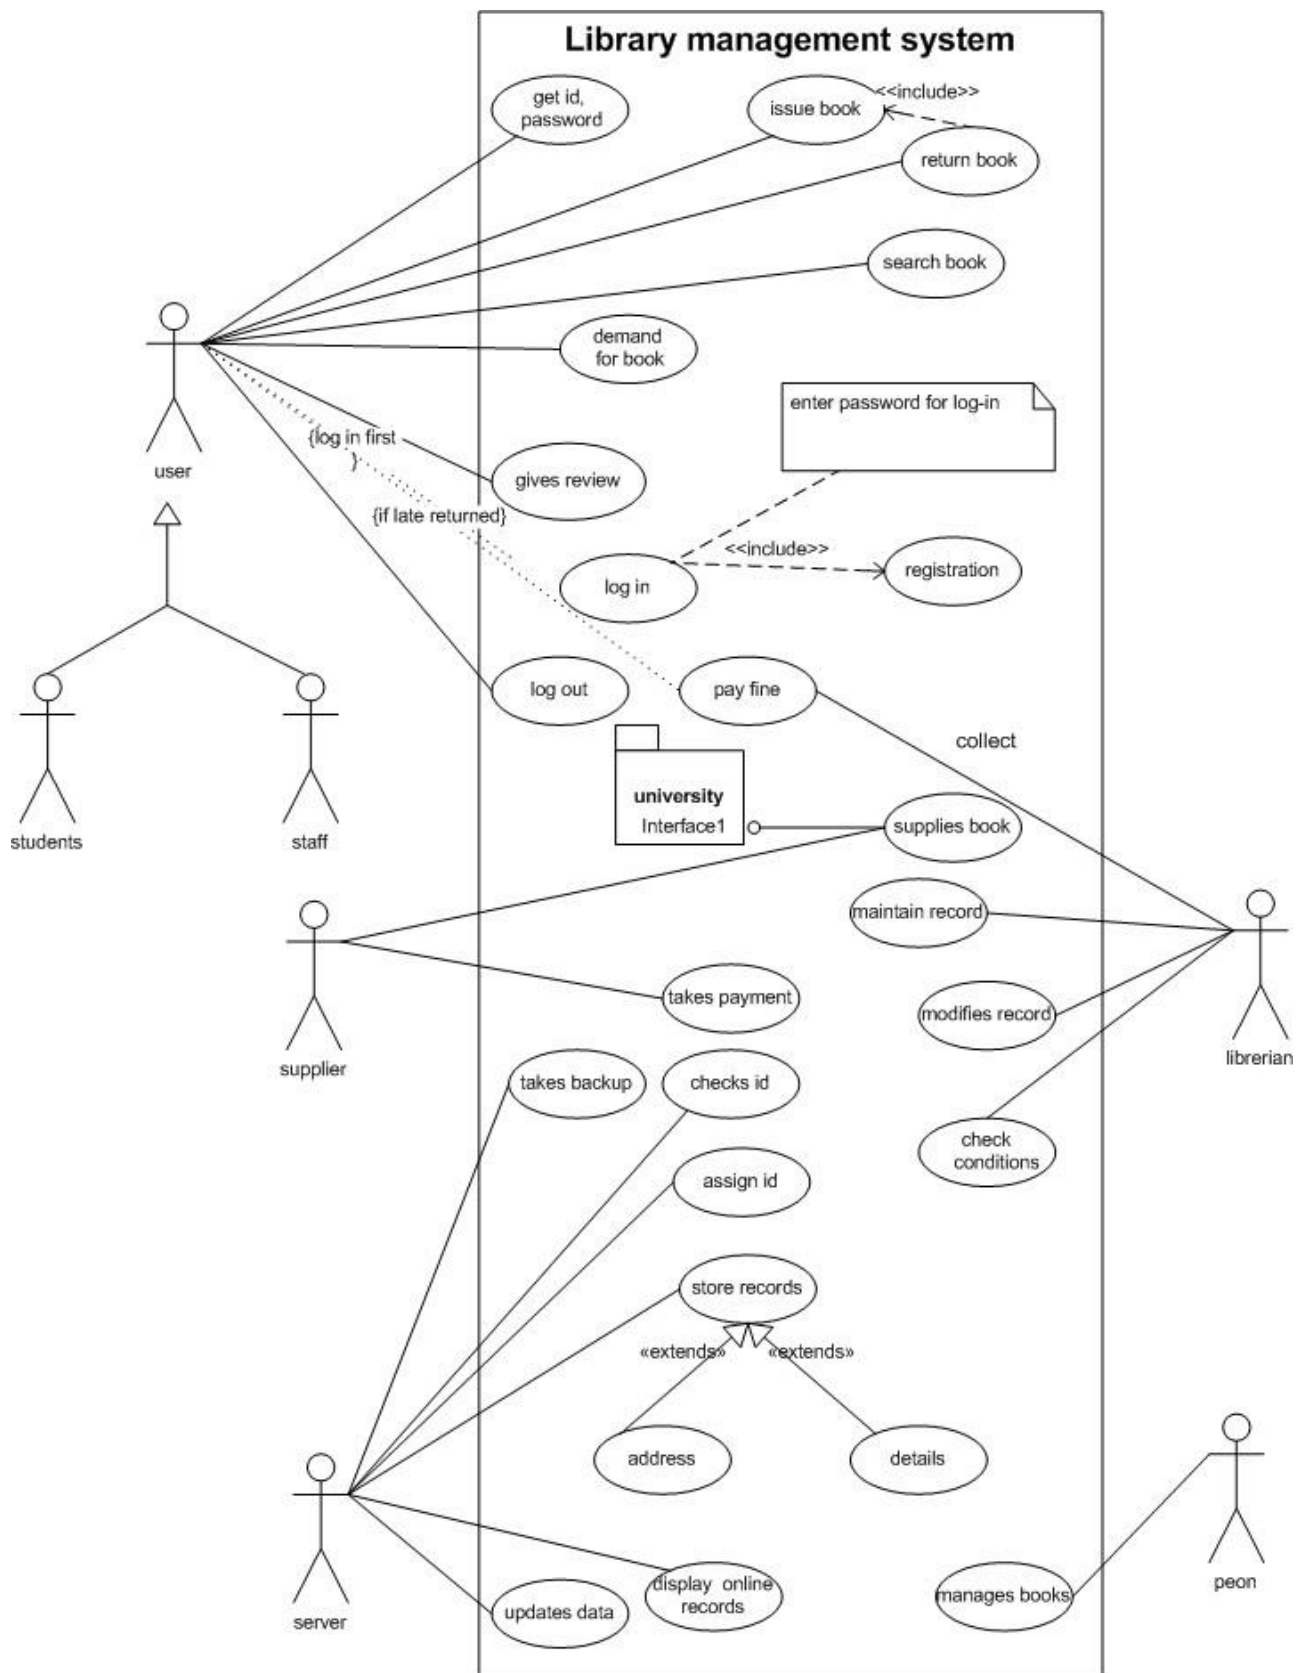 Library management system
get id,
password
issue book
<<include>>
return book
search book
demand
for book
enter password for log-in
{log in first
}
user
gives review
{if late returned}
<<include>>
log in
registration
log out
pay fine
collect
university
Interface1
supplies book
students
staff
maintain record
takes payment
modifies record
supplier
librerian
takes backup
checks id
check
conditions
assign id
store records
«extends»
«extends»
address
details
display online
records
updates data
manages books
server
peon